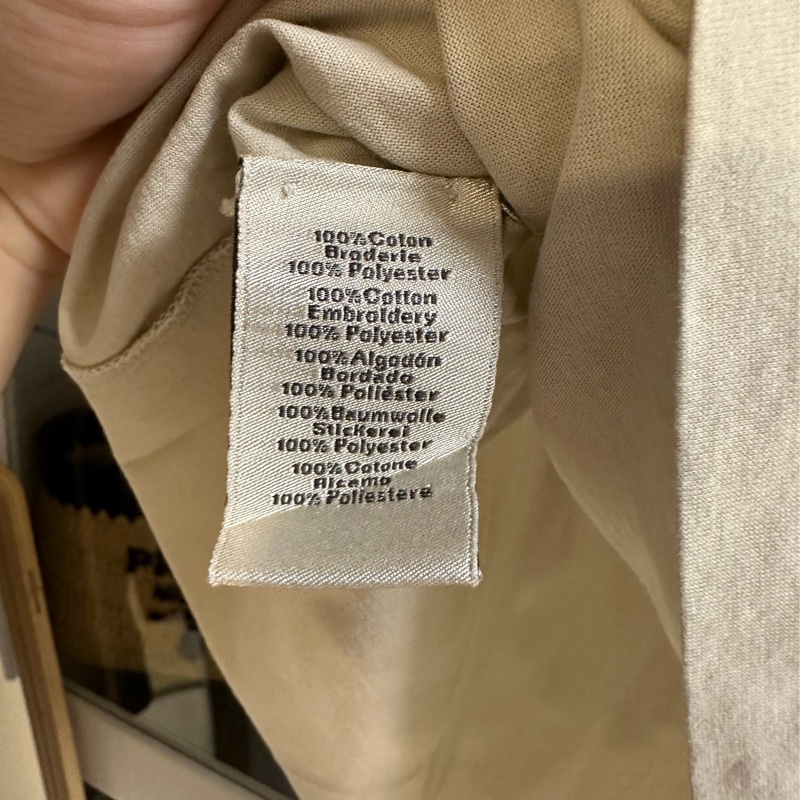 100%Coton
Broderie
100% Polyester
100%Cotton
Embroidery
100% Polyester
100%Algodón
Bordado
100% Poliéster
100%Baumwolle
Stickerei
100% Polyester
100%Cotone
Ricamo
100% Poliestere